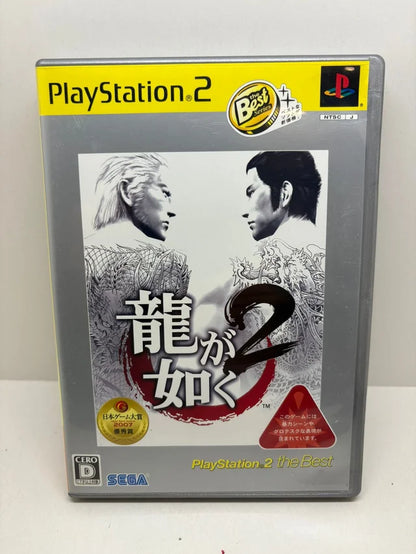 PlayStation®2
the Best
NTSC J
龍が
如く2
TM
日本ゲーム大賞
2007
優秀賞
このゲームには
暴力シーンや
グロテスクな表現が
含まれています。
PlayStation®2 the Best
CERO
D
SEGA